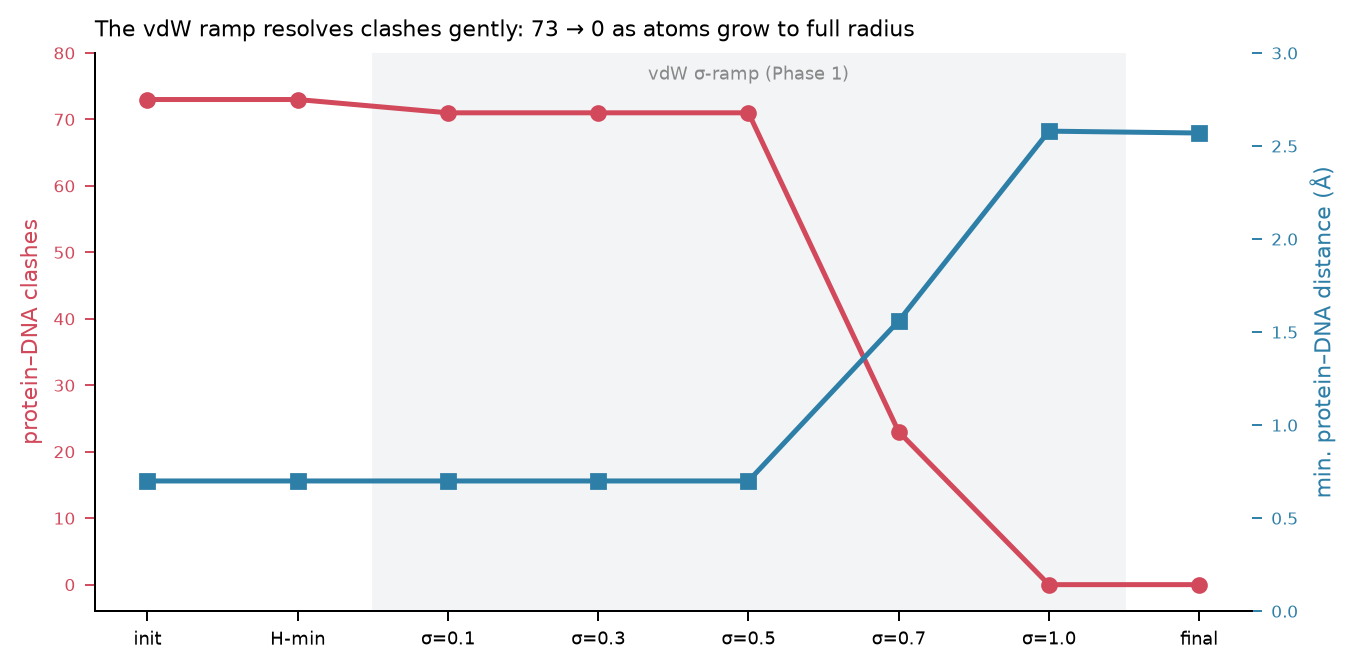 The vdW ramp resolves clashes gently: 73 → 0 as atoms grow to full radius
vdW σ-ramp (Phase 1)
protein–DNA clashes
80
70
60
50
40
30
20
10
0
min. protein–DNA distance (Å)
3.0
2.5
2.0
1.5
1.0
0.5
0.0
init
H-min
σ=0.1
σ=0.3
σ=0.5
σ=0.7
σ=1.0
final